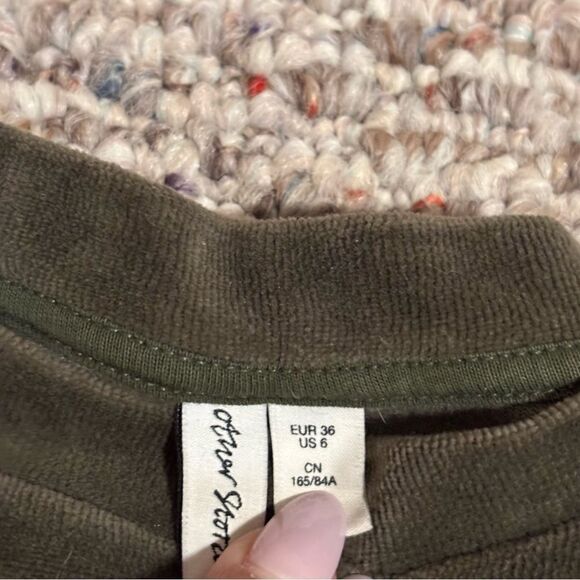 other Stories
EUR 36
US 6
CN
165/84A